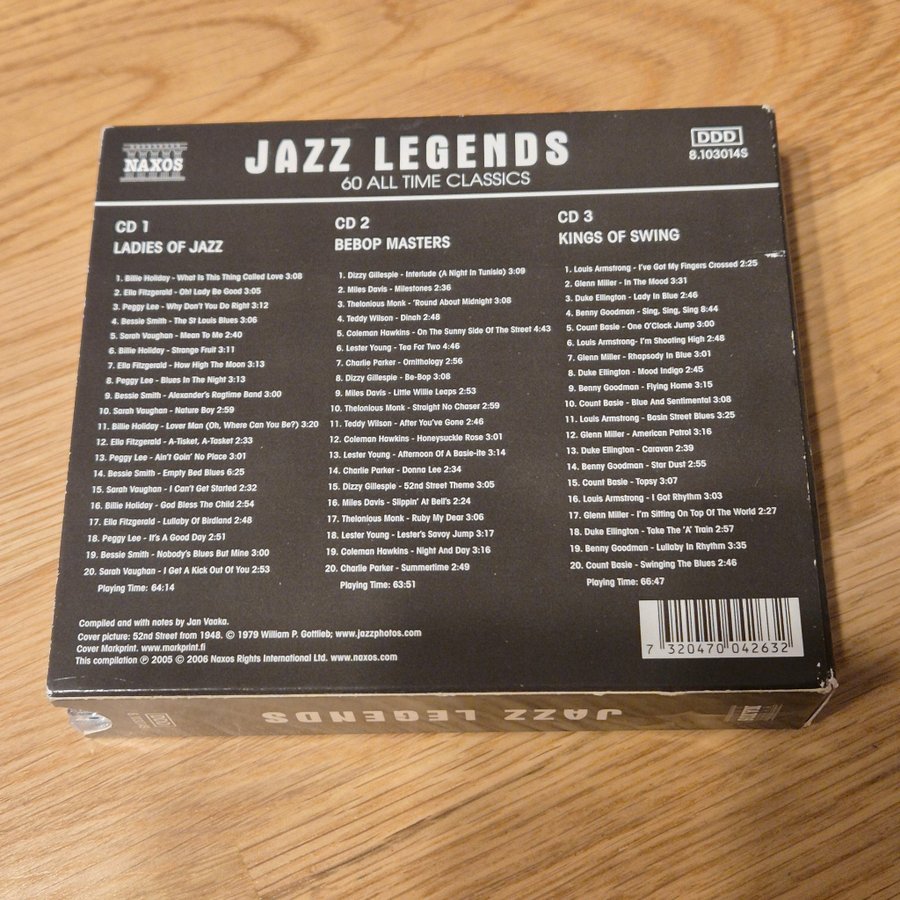 NAXOS
JAZZ LEGENDS
60 ALL TIME CLASSICS
DDD
8.103014S
CD 1
LADIES OF JAZZ
1. Billie Holiday - What Is This Thing Called Love 3:08
2. Ella Fitzgerald - Oh! Lady Be Good 3:05
3. Peggy Lee - Why Don't You Do Right 3:12
4. Bessie Smith - The St Louis Blues 3:06
5. Sarah Vaughan - Mean To Me 2:40
6. Billie Holiday - Strange Fruit 3:11
7. Ella Fitzgerald - How High The Moon 3:13
8. Peggy Lee - Blues In The Night 3:13
9. Bessie Smith - Alexander's Ragtime Band 3:00
10. Sarah Vaughan - Nature Boy 2:59
11. Billie Holiday - Lover Man (Oh, Where Can You Be?) 3:20
12. Ella Fitzgerald - A-Tisket, A-Tasket 2:33
13. Peggy Lee - Ain't Goin' No Place 3:01
14. Bessie Smith - Empty Bed Blues 6:25
15. Sarah Vaughan - I Can't Get Started 2:32
16. Billie Holiday - God Bless The Child 2:54
17. Ella Fitzgerald - Lullaby Of Birdland 2:48
18. Peggy Lee - It's A Good Day 2:51
19. Bessie Smith - Nobody's Blues But Mine 3:00
20. Sarah Vaughan - I Get A Kick Out Of You 2:53
Playing Time: 64:14
CD 2
BEBOP MASTERS
1. Dizzy Gillespie - Interlude (A Night In Tunisia) 3:09
2. Miles Davis - Milestones 2:36
3. Thelonious Monk - 'Round About Midnight 3:08
4. Teddy Wilson - Dinah 2:48
5. Coleman Hawkins - On The Sunny Side Of The Street 4:43
6. Lester Young - Tea For Two 4:46
7. Charlie Parker - Ornithology 2:56
8. Dizzy Gillespie - Be-Bop 3:08
9. Miles Davis - Little Willie Leaps 2:53
10. Thelonious Monk - Straight No Chaser 2:59
11. Teddy Wilson - After You've Gone 2:46
12. Coleman Hawkins - Honeysuckle Rose 3:01
13. Lester Young - Afternoon Of A Basie-ite 3:14
14. Charlie Parker - Donna Lee 2:34
15. Dizzy Gillespie - 52nd Street Theme 3:05
16. Miles Davis - Slippin' At Bell's 2:24
17. Thelonious Monk - Ruby My Dear 3:06
18. Lester Young - Lester's Savoy Jump 3:17
19. Coleman Hawkins - Night And Day 3:16
20. Charlie Parker - Summertime 2:49
Playing Time: 63:51
CD 3
KINGS OF SWING
1. Louis Armstrong - I've Got My Fingers Crossed 2:25
2. Glenn Miller - In The Mood 3:31
3. Duke Ellington - Lady In Blue 2:46
4. Benny Goodman - Sing, Sing, Sing 8:44
5. Count Basie - One O'Clock Jump 3:00
6. Louis Armstrong- I'm Shooting High 2:48
7. Glenn Miller - Rhapsody In Blue 3:01
8. Duke Ellington - Mood Indigo 2:45
9. Benny Goodman - Flying Home 3:15
10. Count Basie - Blue And Sentimental 3:08
11. Louis Armstrong - Basin Street Blues 3:25
12. Glenn Miller - American Patrol 3:16
13. Duke Ellington - Caravan 2:39
14. Benny Goodman - Star Dust 2:55
15. Count Basie - Topsy 3:07
16. Louis Armstrong - I Got Rhythm 3:03
17. Glenn Miller - I'm Sitting On Top Of The World 2:27
18. Duke Ellington - Take The 'A' Train 2:57
19. Benny Goodman - Lullaby In Rhythm 3:35
20. Count Basie - Swinging The Blues 2:46
Playing Time: 66:47
Compiled and with notes by Jan Vaaka.
Cover picture: 52nd Street from 1948. © 1979 William P. Gottlieb; www.jazzphotos.com
Cover Markprint. www.markprint.fi
This compilation ℗ 2005 © 2006 Naxos Rights International Ltd. www.naxos.com
7 320470 042632
JAZZ LEGENDS
DDD
NAXOS